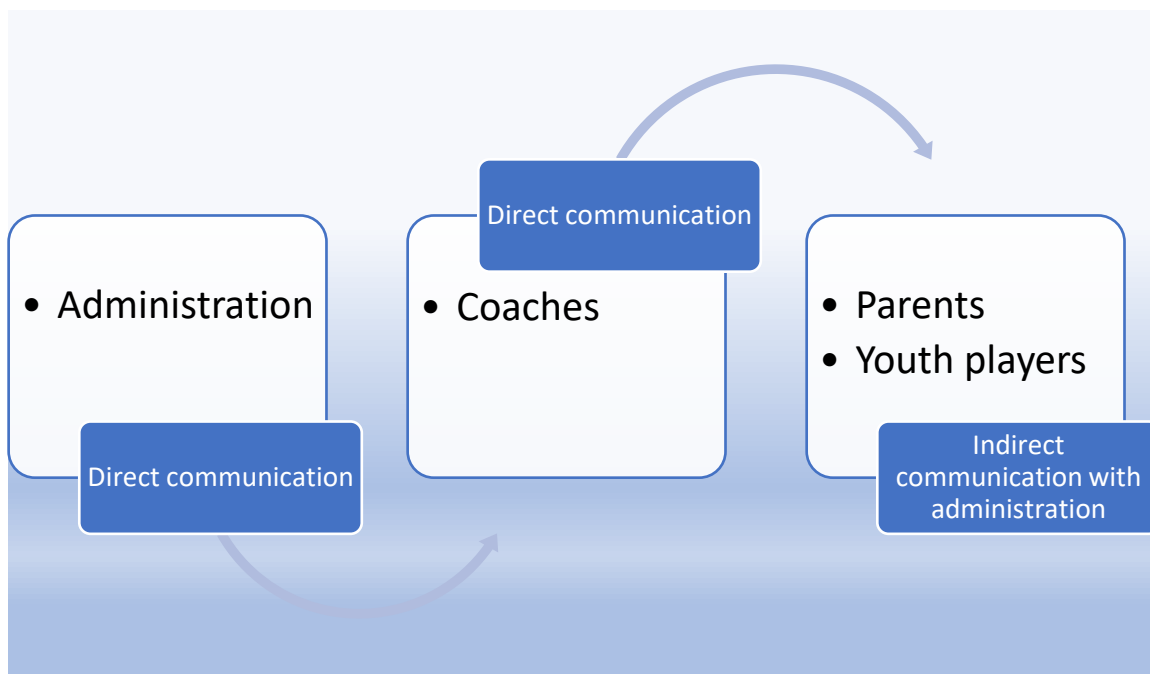 • Administration
Direct communication
Direct communication
• Coaches
• Parents
• Youth players
Indirect
communication with
administration